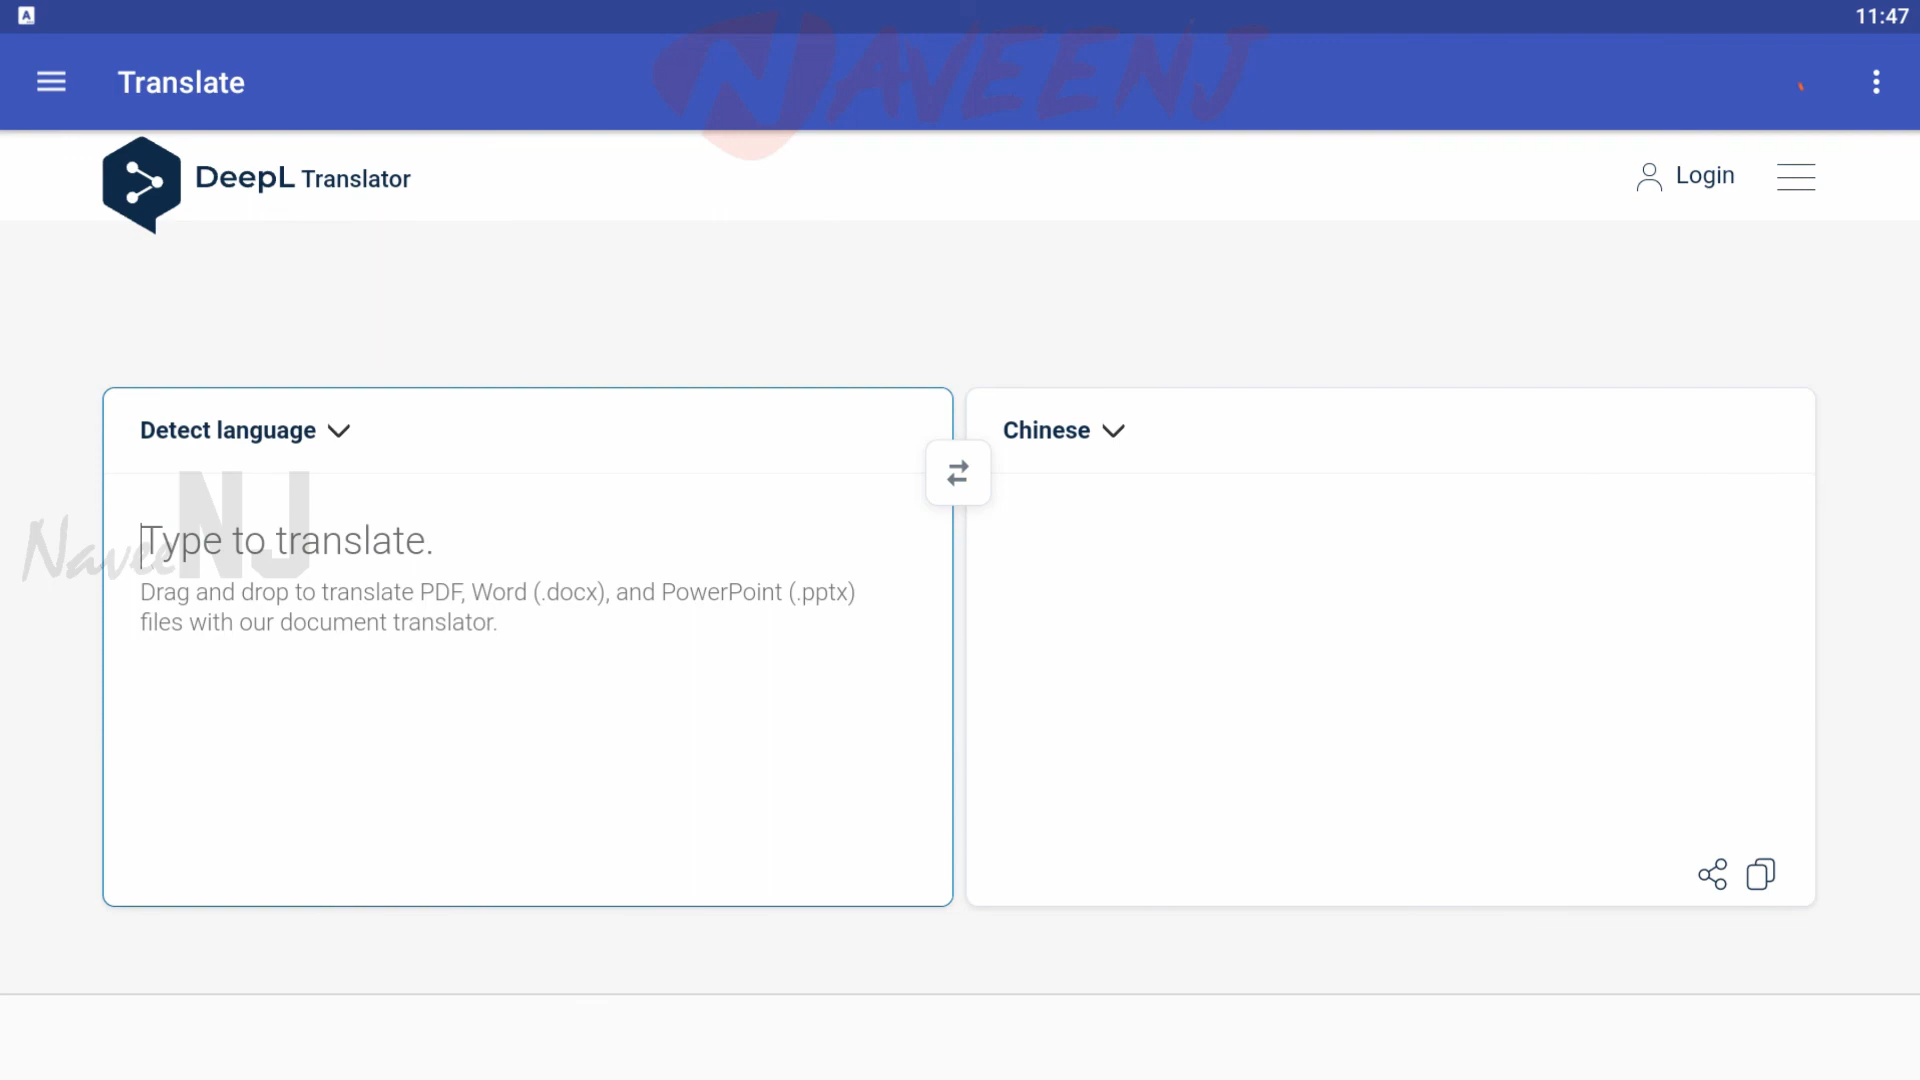 A
11:47
Translate
NAVEENJ
DeepL Translator
Login
Detect language
Chinese
NaveeNJ
Type to translate.
Drag and drop to translate PDF, Word (.docx), and PowerPoint (.pptx)
files with our document translator.